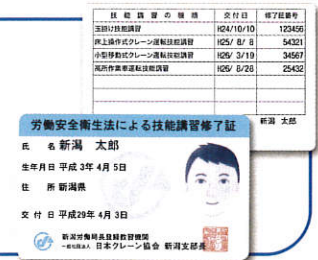 技能講習の種類 交付日 修了証番号
玉掛け技能講習 H24/10/10 123456
床上操作式クレーン運転技能講習 H25/ 8/ 8 54321
小型移動式クレーン運転技能講習 H26/ 3/19 34567
高所作業車運転技能講習 H26/ 8/28 25432
新潟 太郎
労働安全衛生法による技能講習修了証
氏 名 新潟 太郎
生年月日 平成 3年 4月 5日
住 所 新潟県
交 付 日 平成29年 4月 3日
新潟労働局長登録教習機関
一般社団法人 日本クレーン協会 新潟支部長